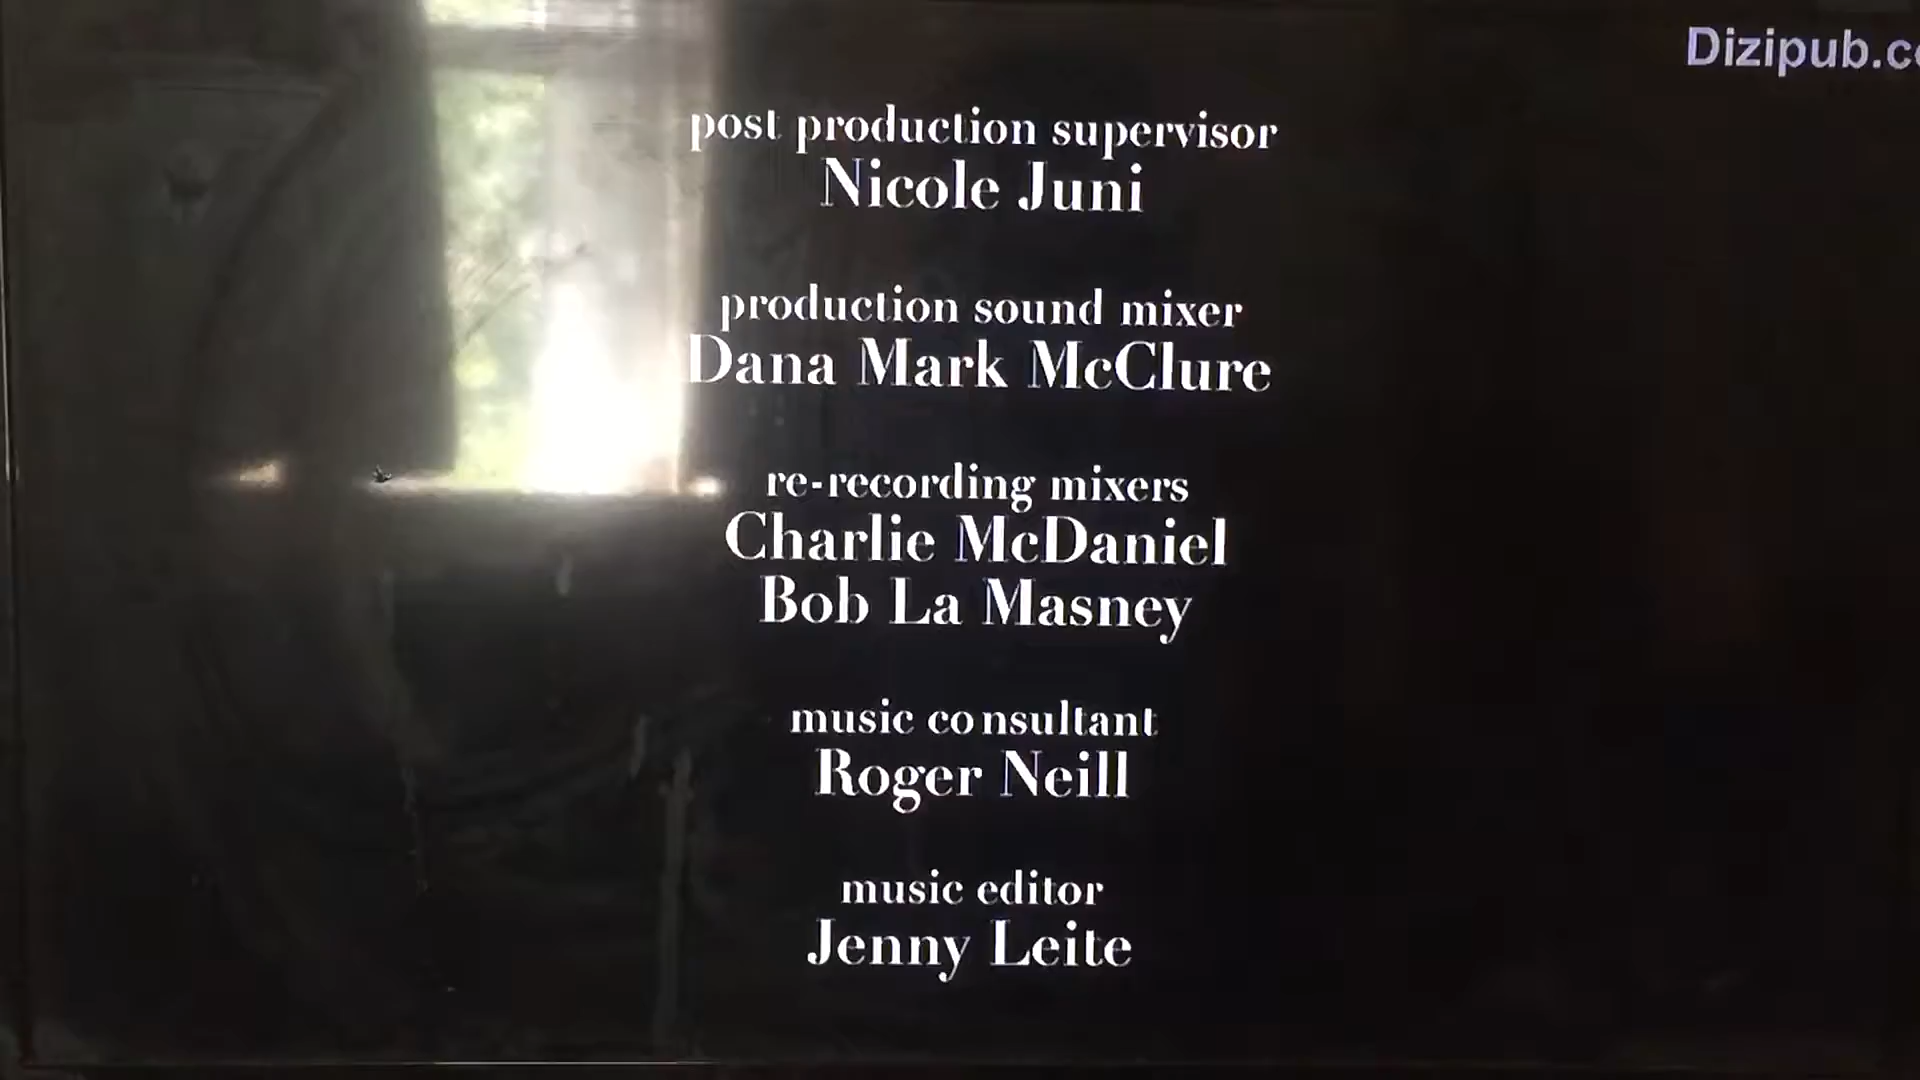 Dizipub.co
post production supervisor
Nicole Juni
production sound mixer
Dana Mark McClure
re-recording mixers
Charlie McDaniel
Bob La Masney
music consultant
Roger Neill
music editor
Jenny Leite